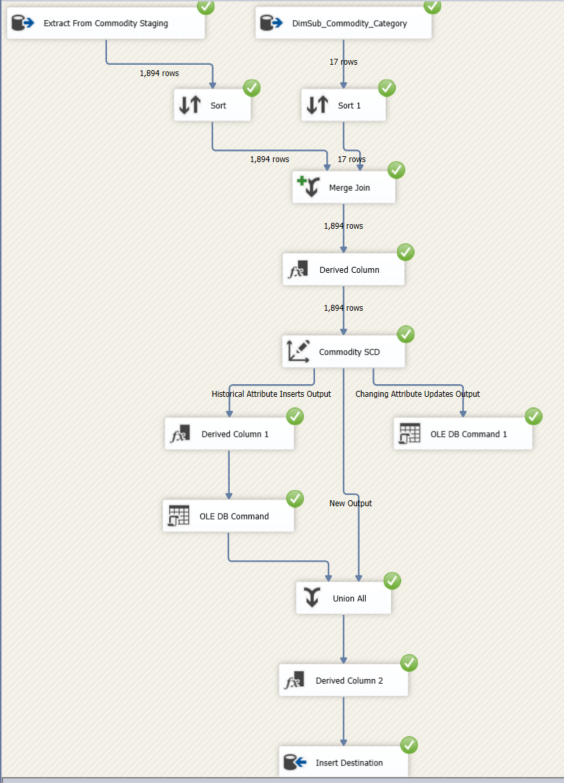 Extract From Commodity Staging
DimSub_Commodity_Category
17 rows
1,894 rows
Sort
Sort 1
1,894 rows
17 rows
Merge Join
1,894 rows
fx Derived Column
1,894 rows
Commodity SCD
Historical Attribute Inserts Output
Changing Attribute Updates Output
fx Derived Column 1
OLE DB Command 1
New Output
OLE DB Command
Union All
fx Derived Column 2
Insert Destination